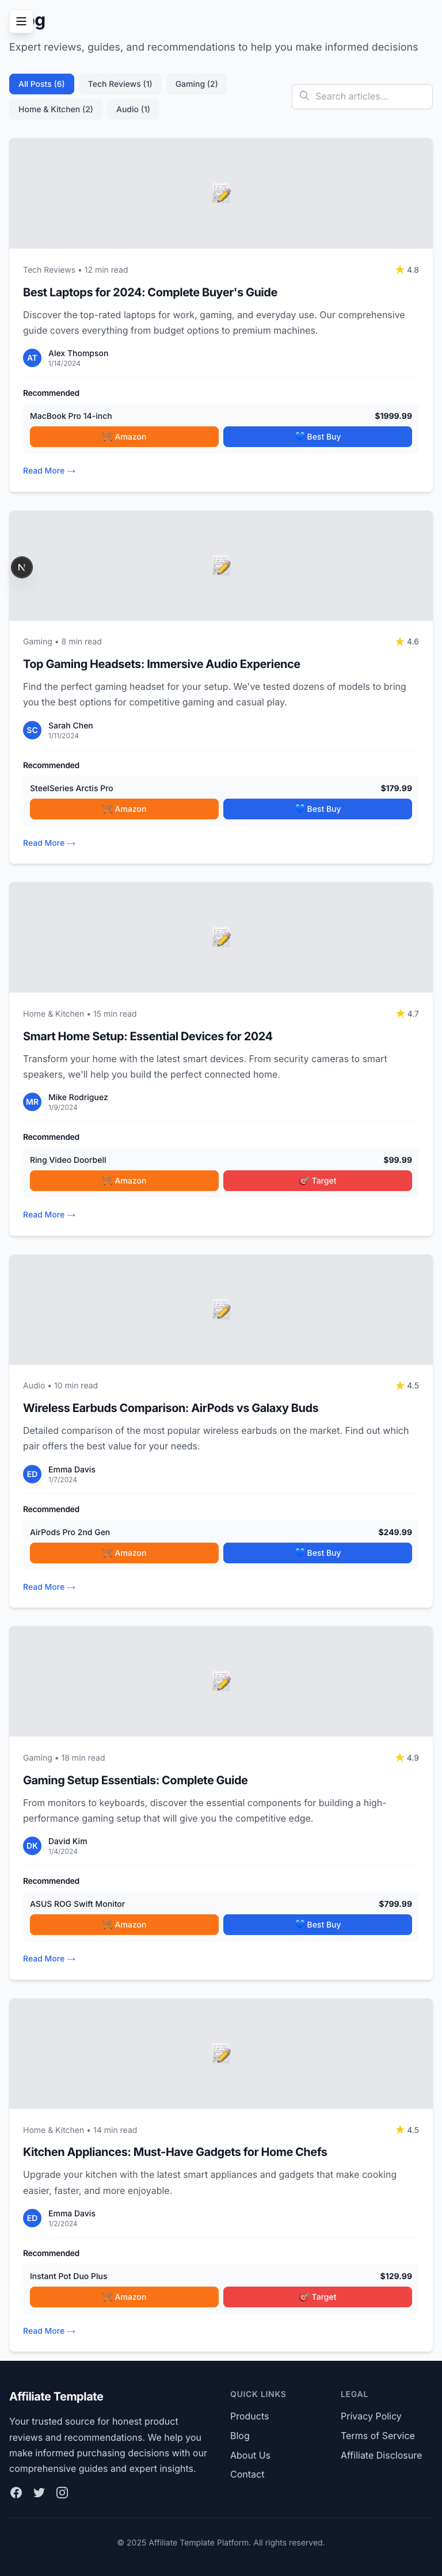 g
Expert reviews, guides, and recommendations to help you make informed decisions
All Posts (6)
Tech Reviews (1)
Gaming (2)
Home & Kitchen (2)
Audio (1)
Search articles...
Tech Reviews • 12 min read
4.8
Best Laptops for 2024: Complete Buyer's Guide
Discover the top-rated laptops for work, gaming, and everyday use. Our comprehensive
guide covers everything from budget options to premium machines.
AT
Alex Thompson
1/14/2024
Recommended
MacBook Pro 14-inch
$1999.99
Amazon
Best Buy
Read More →
N
Gaming • 8 min read
4.6
Top Gaming Headsets: Immersive Audio Experience
Find the perfect gaming headset for your setup. We've tested dozens of models to bring
you the best options for competitive gaming and casual play.
SC
Sarah Chen
1/11/2024
Recommended
SteelSeries Arctis Pro
$179.99
Amazon
Best Buy
Read More →
Home & Kitchen • 15 min read
4.7
Smart Home Setup: Essential Devices for 2024
Transform your home with the latest smart devices. From security cameras to smart
speakers, we'll help you build the perfect connected home.
MR
Mike Rodriguez
1/9/2024
Recommended
Ring Video Doorbell
$99.99
Amazon
Target
Read More →
Audio • 10 min read
4.5
Wireless Earbuds Comparison: AirPods vs Galaxy Buds
Detailed comparison of the most popular wireless earbuds on the market. Find out which
pair offers the best value for your needs.
ED
Emma Davis
1/7/2024
Recommended
AirPods Pro 2nd Gen
$249.99
Amazon
Best Buy
Read More →
Gaming • 18 min read
4.9
Gaming Setup Essentials: Complete Guide
From monitors to keyboards, discover the essential components for building a high-
performance gaming setup that will give you the competitive edge.
DK
David Kim
1/4/2024
Recommended
ASUS ROG Swift Monitor
$799.99
Amazon
Best Buy
Read More →
Home & Kitchen • 14 min read
4.5
Kitchen Appliances: Must-Have Gadgets for Home Chefs
Upgrade your kitchen with the latest smart appliances and gadgets that make cooking
easier, faster, and more enjoyable.
ED
Emma Davis
1/2/2024
Recommended
Instant Pot Duo Plus
$129.99
Amazon
Target
Read More →
Affiliate Template
Your trusted source for honest product
reviews and recommendations. We help you
make informed purchasing decisions with our
comprehensive guides and expert insights.
QUICK LINKS
Products
Blog
About Us
Contact
LEGAL
Privacy Policy
Terms of Service
Affiliate Disclosure
© 2025 Affiliate Template Platform. All rights reserved.